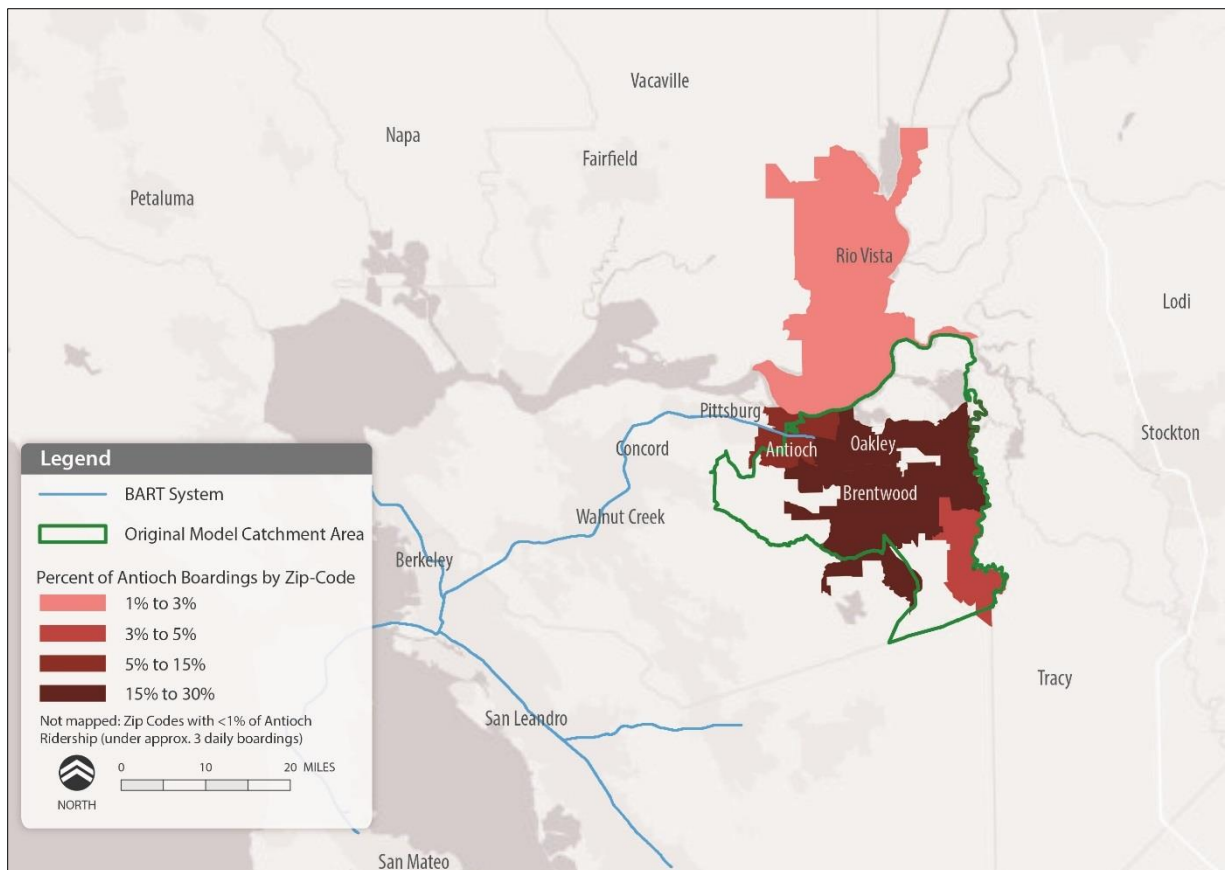 Vacaville
Napa
Fairfield
Petaluma
Rio Vista
Lodi
Pittsburg
Stockton
Concord
Antioch
Oakley
Brentwood
Walnut Creek
Berkeley
Tracy
San Leandro
San Mateo
Legend
BART System
Original Model Catchment Area
Percent of Antioch Boardings by Zip-Code
1% to 3%
3% to 5%
5% to 15%
15% to 30%
Not mapped: Zip Codes with <1% of Antioch
Ridership (under approx. 3 daily boardings)
0 10 20 MILES
NORTH